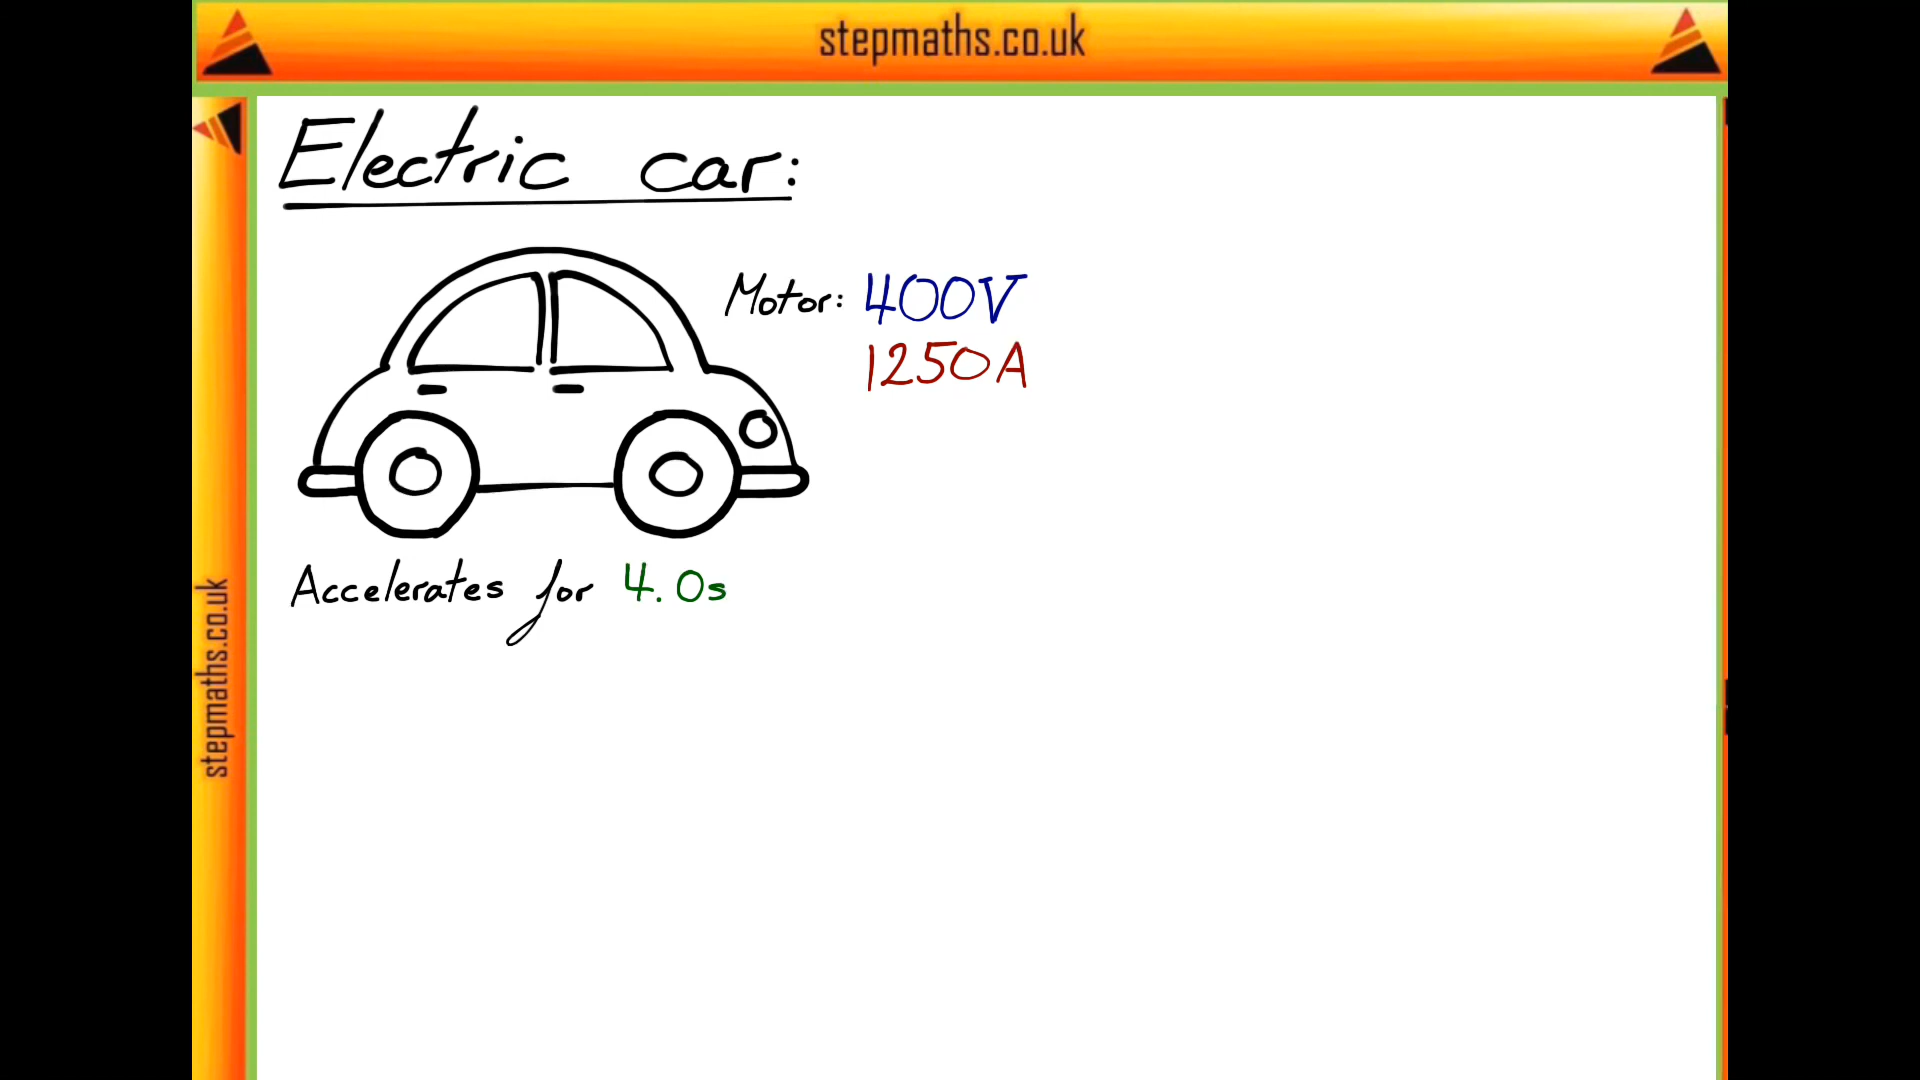 stepmaths.co.uk
Electric car:
Motor: 400V
1250A
Accelerates for 4.0s
stepmaths.co.uk